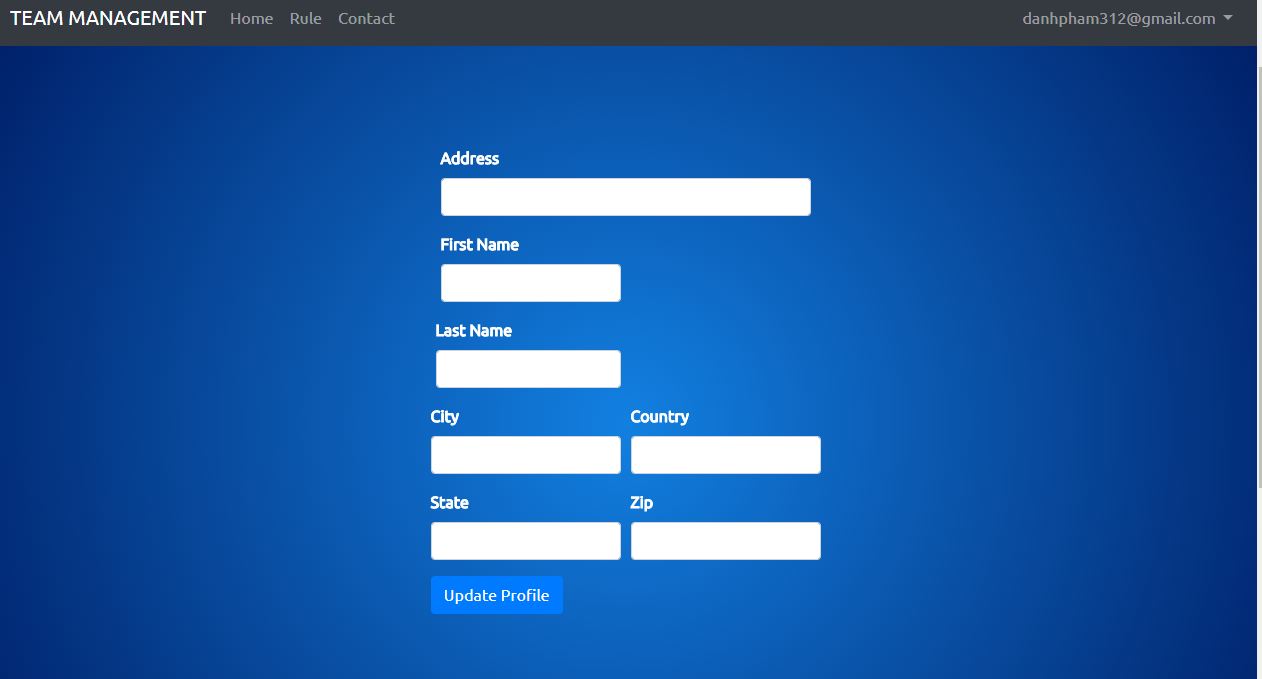 TEAM MANAGEMENT Home Rule Contact danhpham312@gmail.com
Address
First Name
Last Name
City Country
State Zip
Update Profile